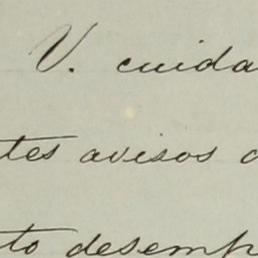 V. cuida
tes avisos
to desemp